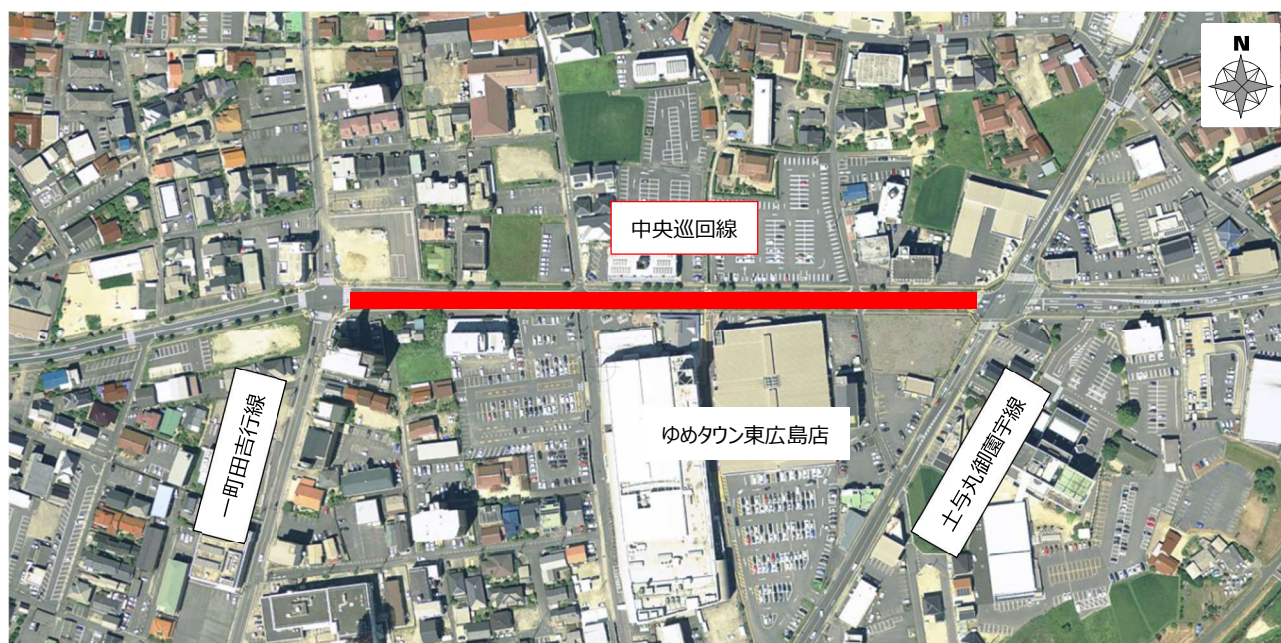 N
中央巡回線
ゆめタウン東広島店
一町田吉行線
土与丸御園宇線